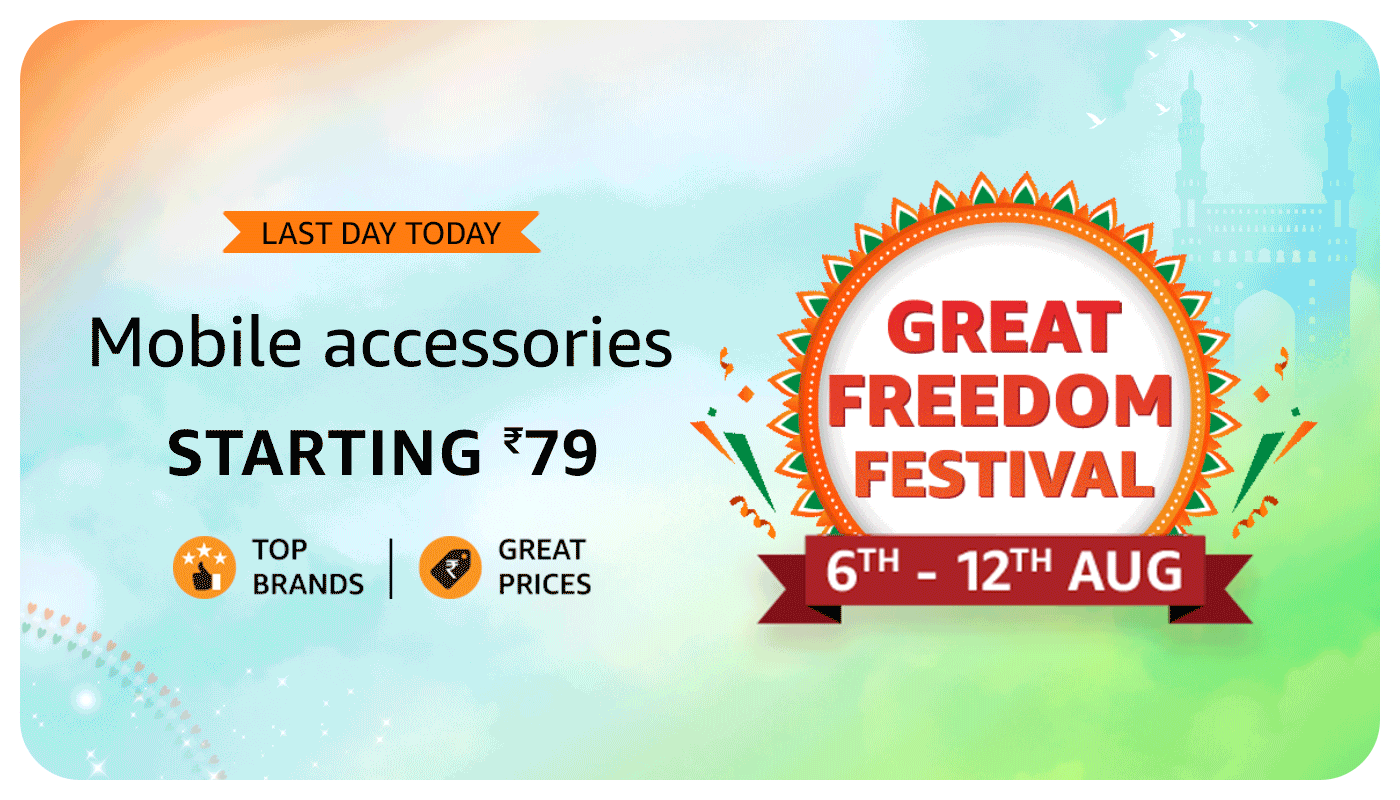 LAST DAY TODAY
Mobile accessories
STARTING ₹79
TOP
BRANDS
GREAT
PRICES
GREAT
FREEDOM
FESTIVAL
6TH - 12TH AUG